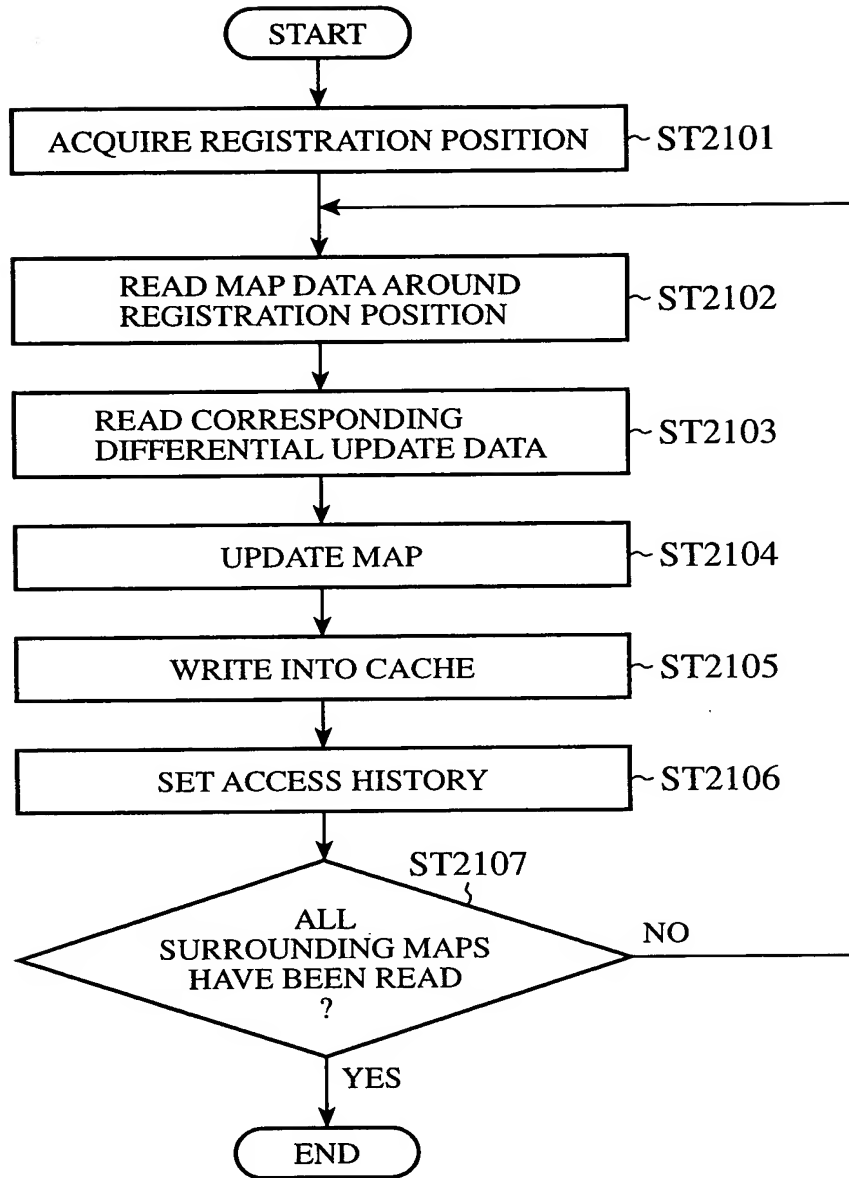 START
ACQUIRE REGISTRATION POSITION
ST2101
READ MAP DATA AROUND
REGISTRATION POSITION
ST2102
READ CORRESPONDING
DIFFERENTIAL UPDATE DATA
ST2103
UPDATE MAP
ST2104
WRITE INTO CACHE
ST2105
SET ACCESS HISTORY
ST2106
ST2107
ALL
SURROUNDING MAPS
HAVE BEEN READ
?
NO
YES
END